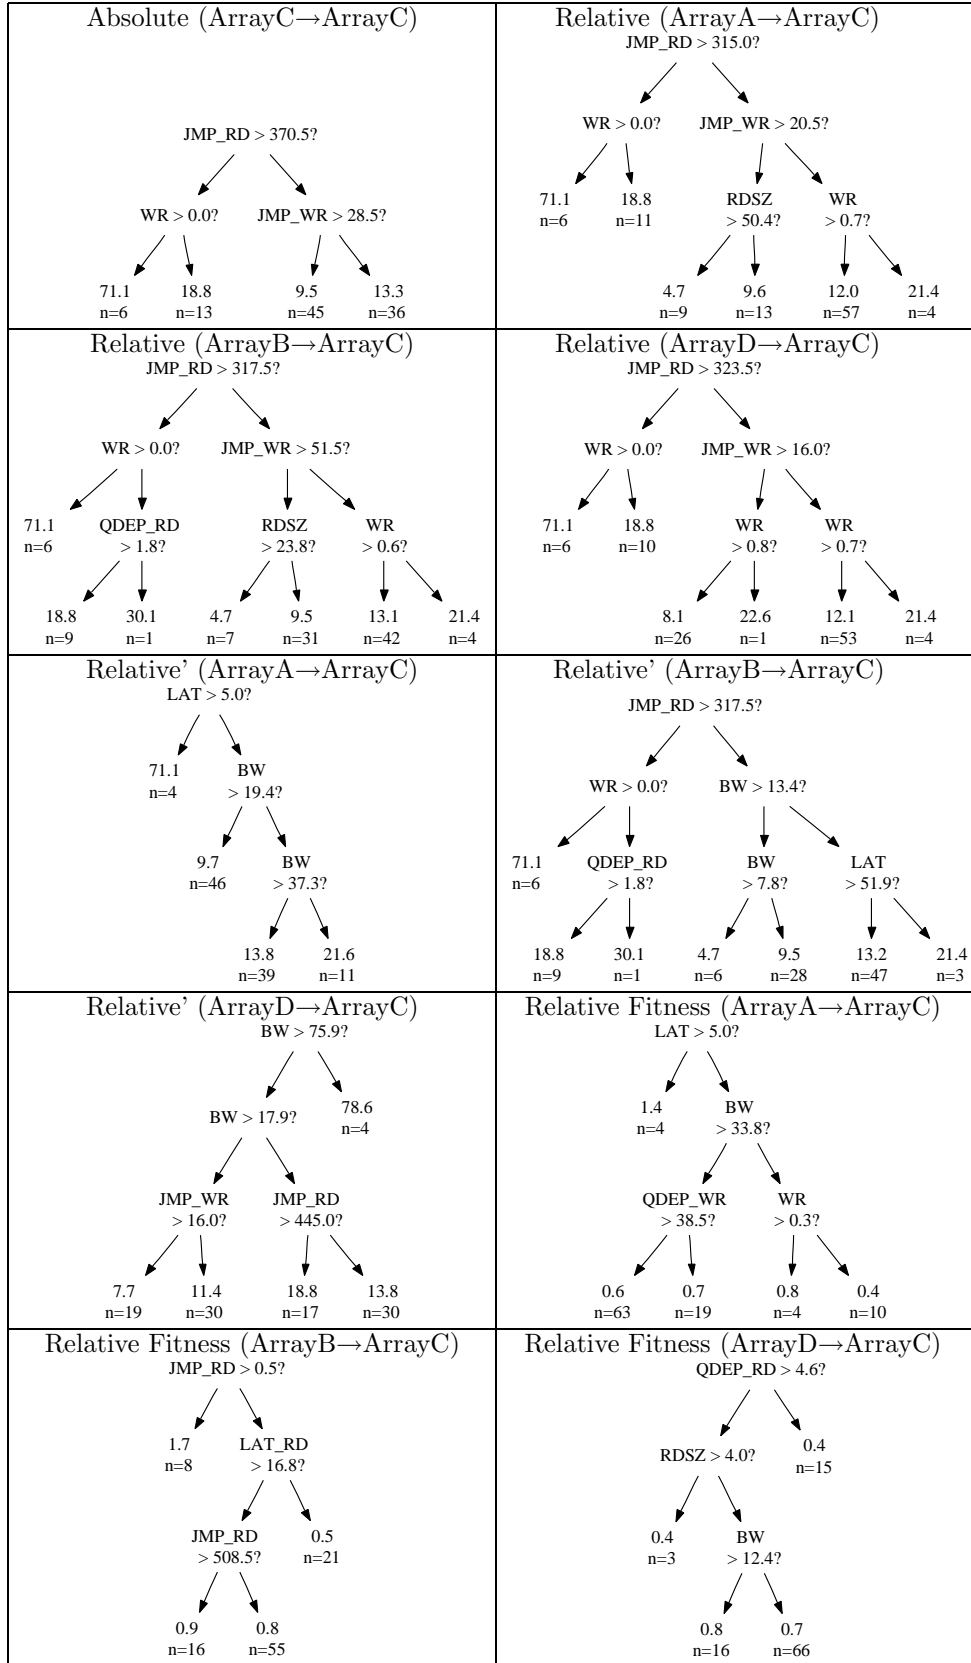 Absolute (ArrayC→ArrayC)
JMP_RD > 370.5?
WR > 0.0? JMP_WR > 28.5?
71.1 18.8 9.5 13.3
n=6 n=13 n=45 n=36
Relative (ArrayA→ArrayC)
JMP_RD > 315.0?
WR > 0.0? JMP_WR > 20.5?
71.1 18.8 RDSZ WR
n=6 n=11 > 50.4? > 0.7?
4.7 9.6 12.0 21.4
n=9 n=13 n=57 n=4
Relative (ArrayB→ArrayC)
JMP_RD > 317.5?
WR > 0.0? JMP_WR > 51.5?
71.1 QDEP_RD RDSZ WR
n=6 > 1.8? > 23.8? > 0.6?
18.8 30.1 4.7 9.5 13.1 21.4
n=9 n=1 n=7 n=31 n=42 n=4
Relative (ArrayD→ArrayC)
JMP_RD > 323.5?
WR > 0.0? JMP_WR > 16.0?
71.1 18.8 WR WR
n=6 n=10 > 0.8? > 0.7?
8.1 22.6 12.1 21.4
n=26 n=1 n=53 n=4
Relative’ (ArrayA→ArrayC)
LAT > 5.0?
71.1 BW
n=4 > 19.4?
9.7 BW
n=46 > 37.3?
13.8 21.6
n=39 n=11
Relative’ (ArrayB→ArrayC)
JMP_RD > 317.5?
WR > 0.0? BW > 13.4?
71.1 QDEP_RD BW LAT
n=6 > 1.8? > 7.8? > 51.9?
18.8 30.1 4.7 9.5 13.2 21.4
n=9 n=1 n=6 n=28 n=47 n=3
Relative’ (ArrayD→ArrayC)
BW > 75.9?
BW > 17.9? 78.6
n=4
JMP_WR JMP_RD
> 16.0? > 445.0?
7.7 11.4 18.8 13.8
n=19 n=30 n=17 n=30
Relative Fitness (ArrayA→ArrayC)
LAT > 5.0?
1.4 BW
n=4 > 33.8?
QDEP_WR WR
> 38.5? > 0.3?
0.6 0.7 0.8 0.4
n=63 n=19 n=4 n=10
Relative Fitness (ArrayB→ArrayC)
JMP_RD > 0.5?
1.7 LAT_RD
n=8 > 16.8?
JMP_RD 0.5
> 508.5? n=21
0.9 0.8
n=16 n=55
Relative Fitness (ArrayD→ArrayC)
QDEP_RD > 4.6?
RDSZ > 4.0? 0.4
n=15
0.4 BW
n=3 > 12.4?
0.8 0.7
n=16 n=66